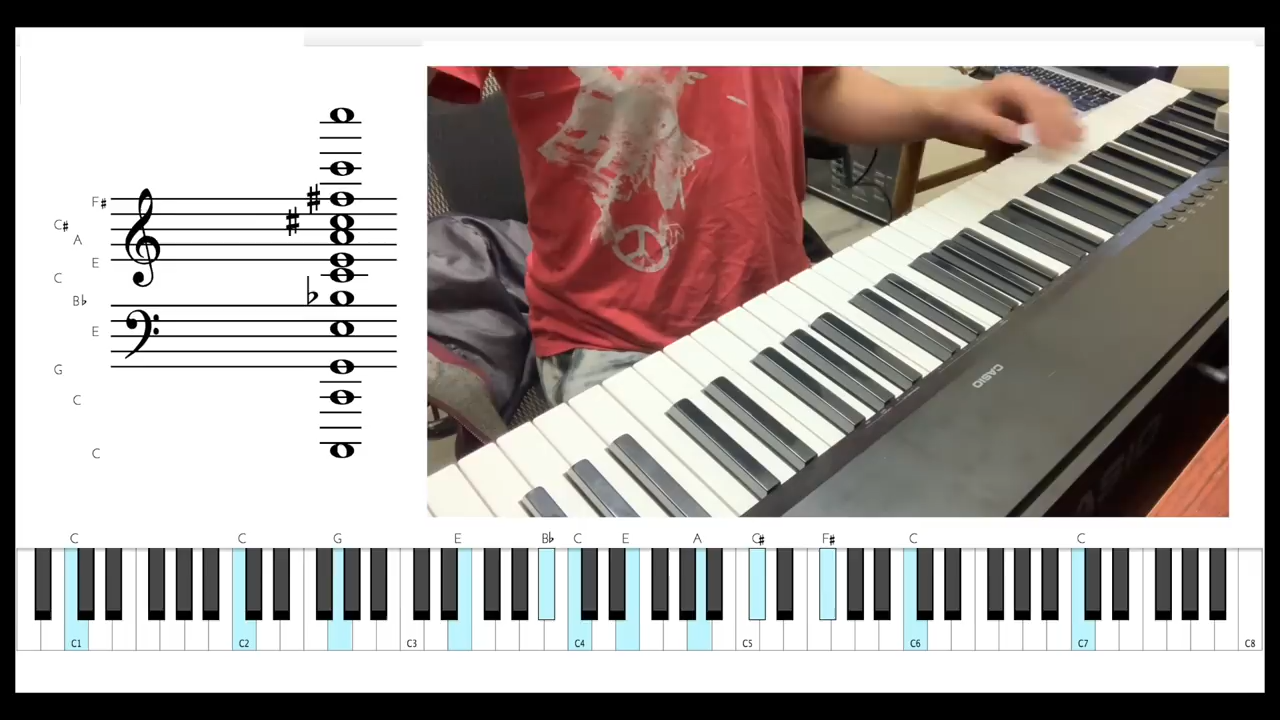 F#
C#
A
E
C
B♭
E
G
C
C
CASIO
C C G E B♭ C E A C# F# C C
C1 C2 C3 C4 C5 C6 C7 C8